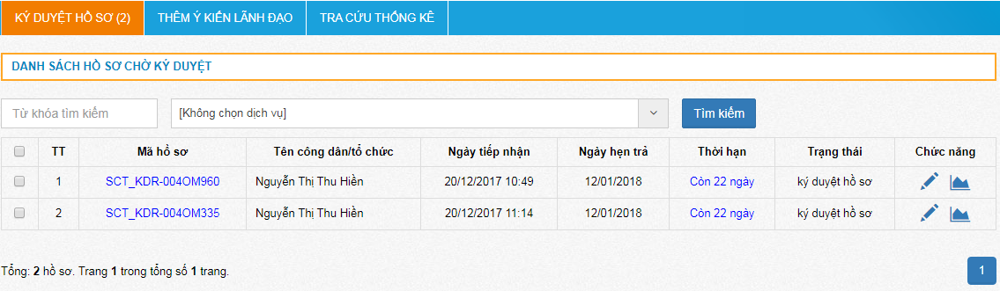 KÝ DUYỆT HỒ SƠ (2) THÊM Ý KIẾN LÃNH ĐẠO TRA CỨU THỐNG KÊ
DANH SÁCH HỒ SƠ CHỜ KÝ DUYỆT
Từ khóa tìm kiếm [Không chọn dịch vụ] Tìm kiếm
TT Mã hồ sơ Tên công dân/tổ chức Ngày tiếp nhận Ngày hẹn trả Thời hạn Trạng thái Chức năng
1 SCT_KDR-004OM960 Nguyễn Thị Thu Hiền 20/12/2017 10:49 12/01/2018 Còn 22 ngày ký duyệt hồ sơ
2 SCT_KDR-004OM335 Nguyễn Thị Thu Hiền 20/12/2017 11:14 12/01/2018 Còn 22 ngày ký duyệt hồ sơ
Tổng: 2 hồ sơ. Trang 1 trong tổng số 1 trang. 1